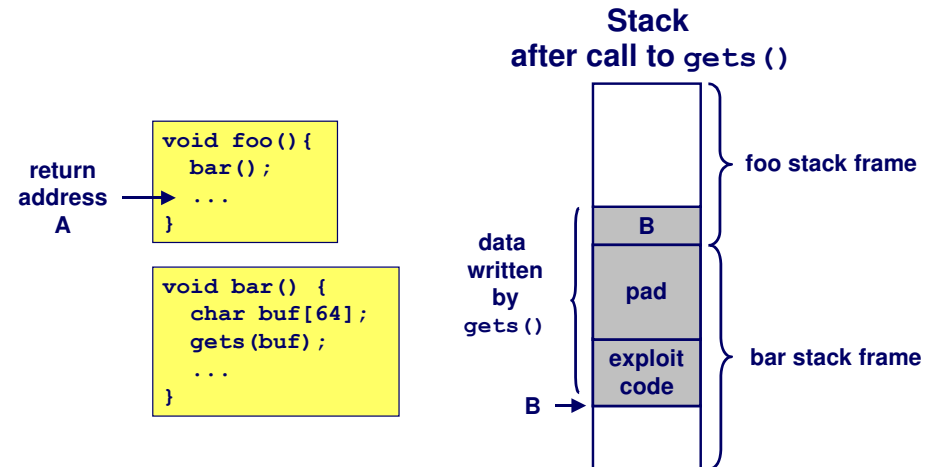 Stack
after call to gets()
void foo(){
  bar();
  ...
}
return
address
A
void bar() {
  char buf[64];
  gets(buf);
  ...
}
foo stack frame
B
data
written
by
gets()
pad
exploit
code
bar stack frame
B